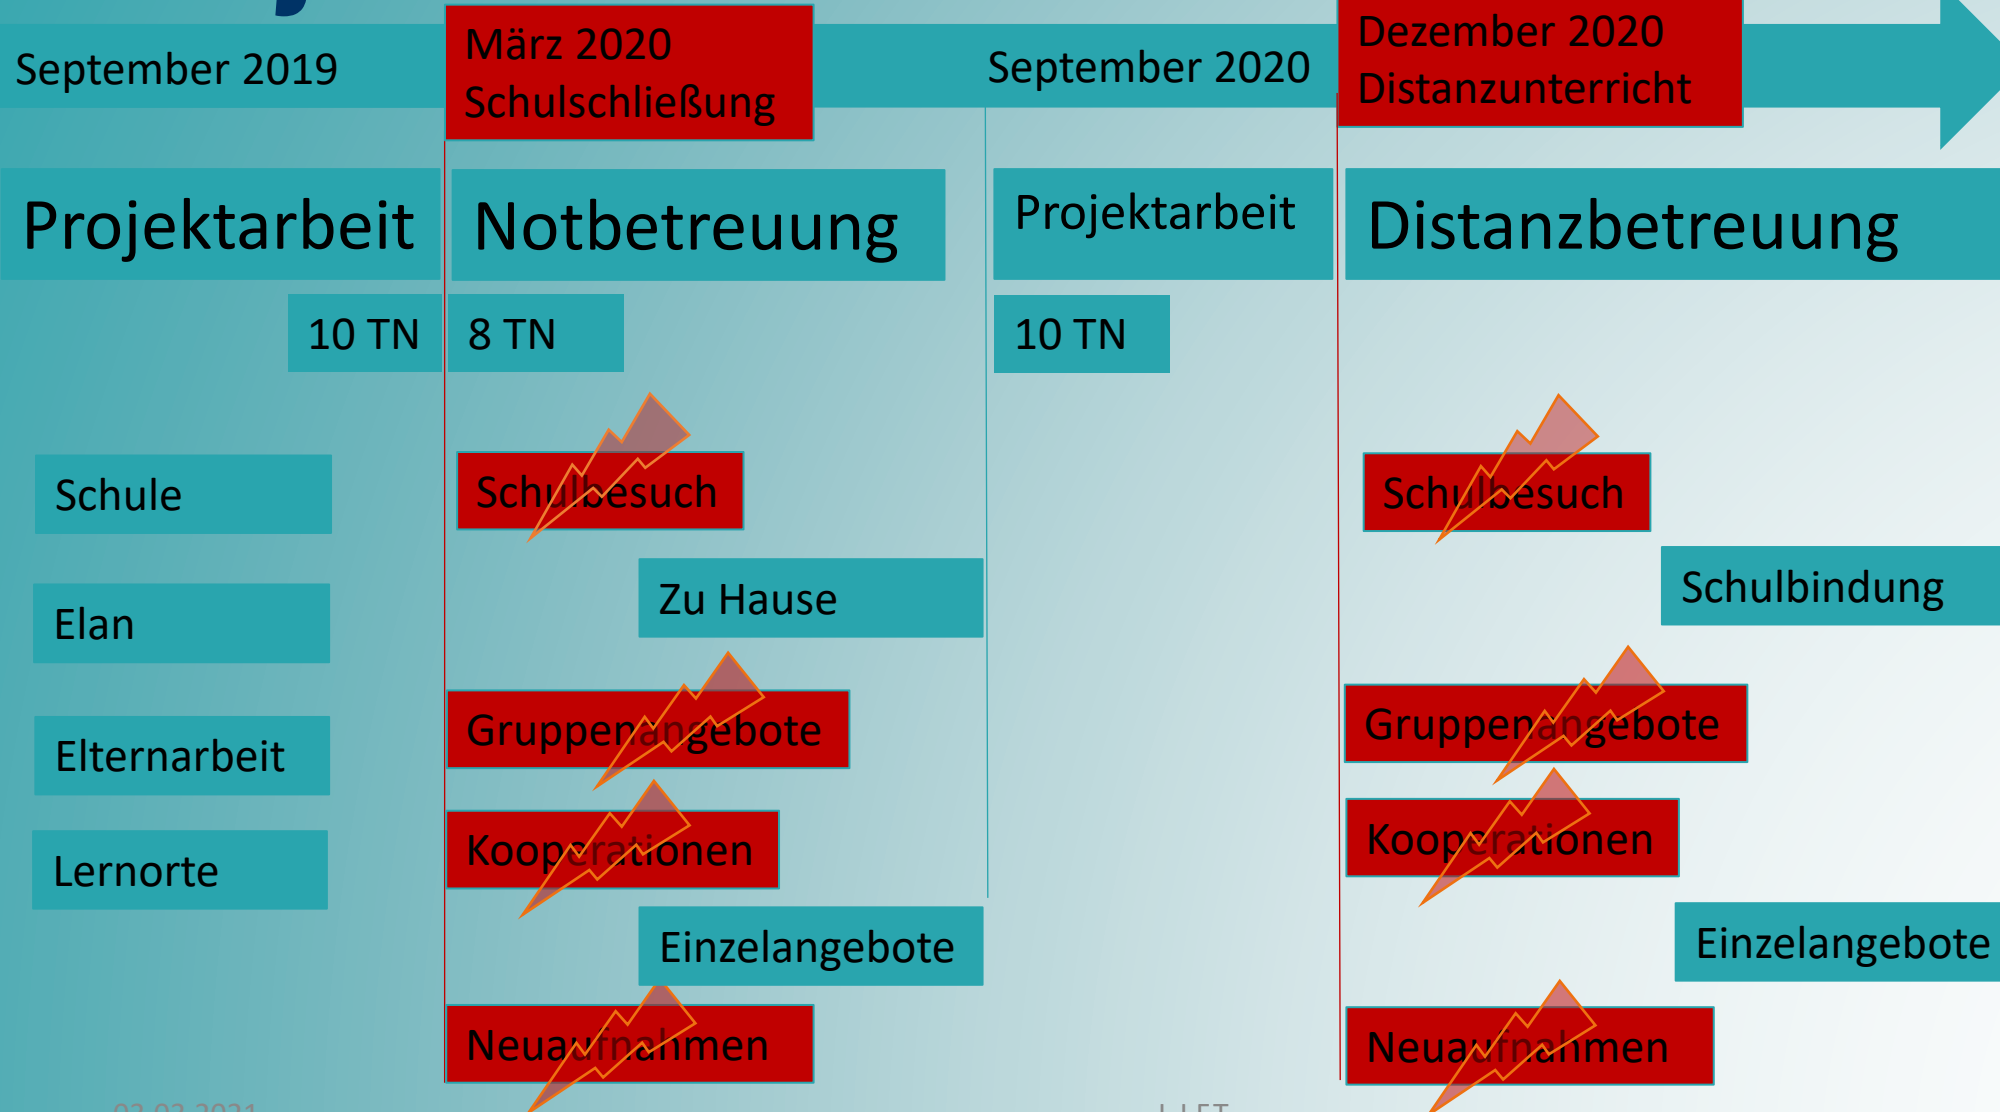 September 2019
März 2020
Schulschließung
September 2020
Dezember 2020
Distanzunterricht
Projektarbeit
Notbetreuung
Projektarbeit
Distanzbetreuung
10 TN
8 TN
10 TN
Schule
Schulbesuch
Schulbesuch
Zu Hause
Schulbindung
Elan
Gruppenangebote
Gruppenangebote
Elternarbeit
Kooperationen
Kooperationen
Lernorte
Einzelangebote
Einzelangebote
Neuaufnahmen
Neuaufnahmen